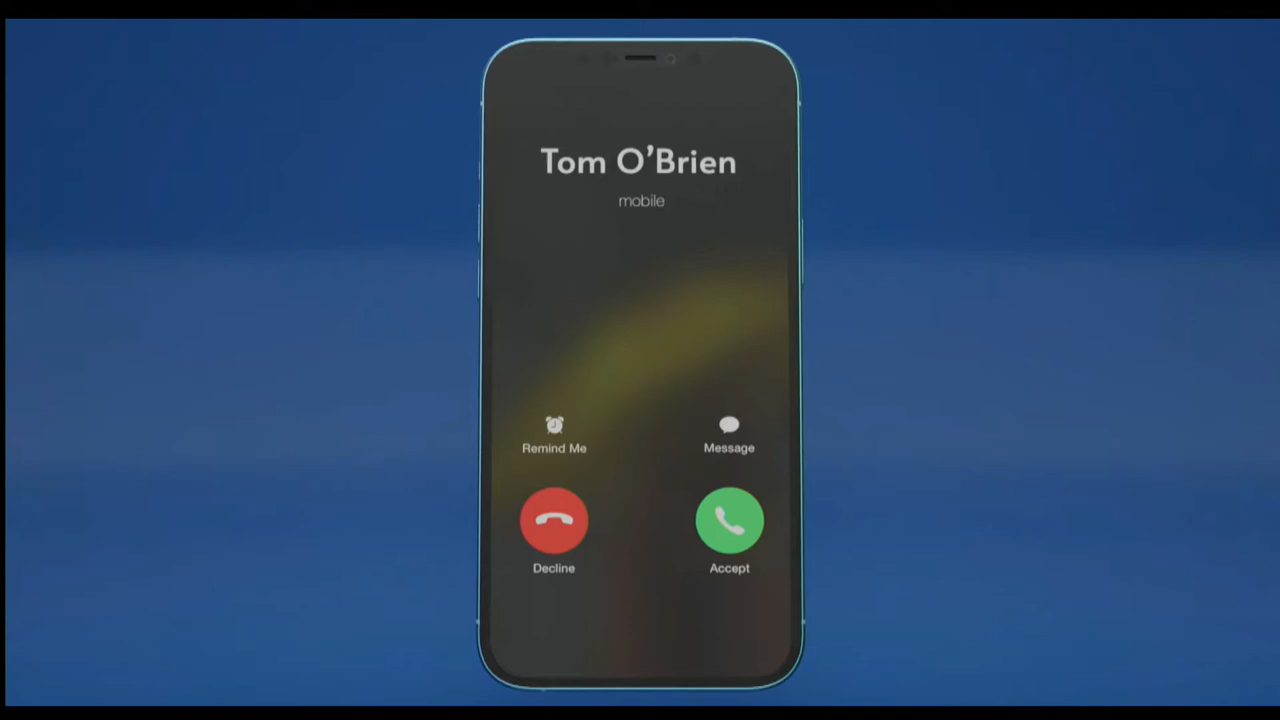 Tom O’Brien
mobile
Remind Me
Message
Decline
Accept